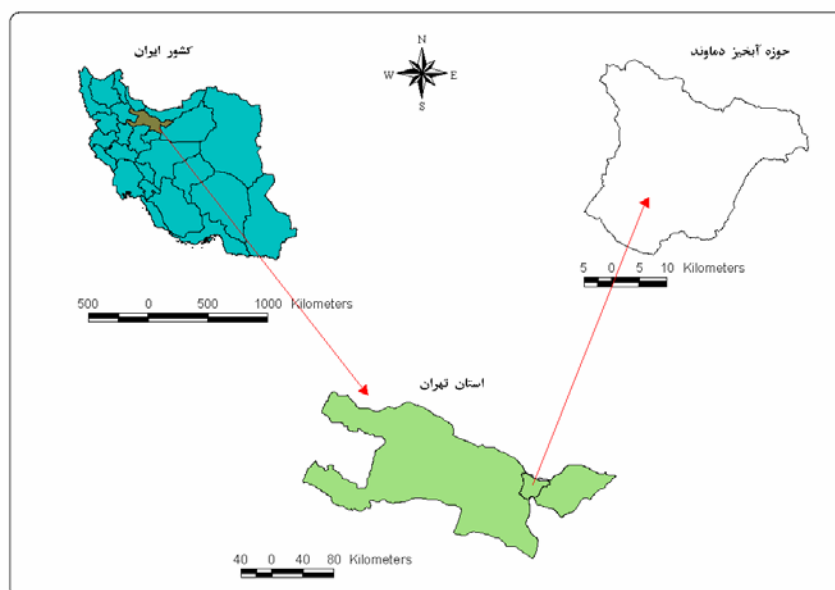 کشور ایران
حوزه آبخیز دماوند
N
W E
S
5 0 5 10 Kilometers
500 0 500 1000 Kilometers
استان تهران
40 0 40 80 Kilometers